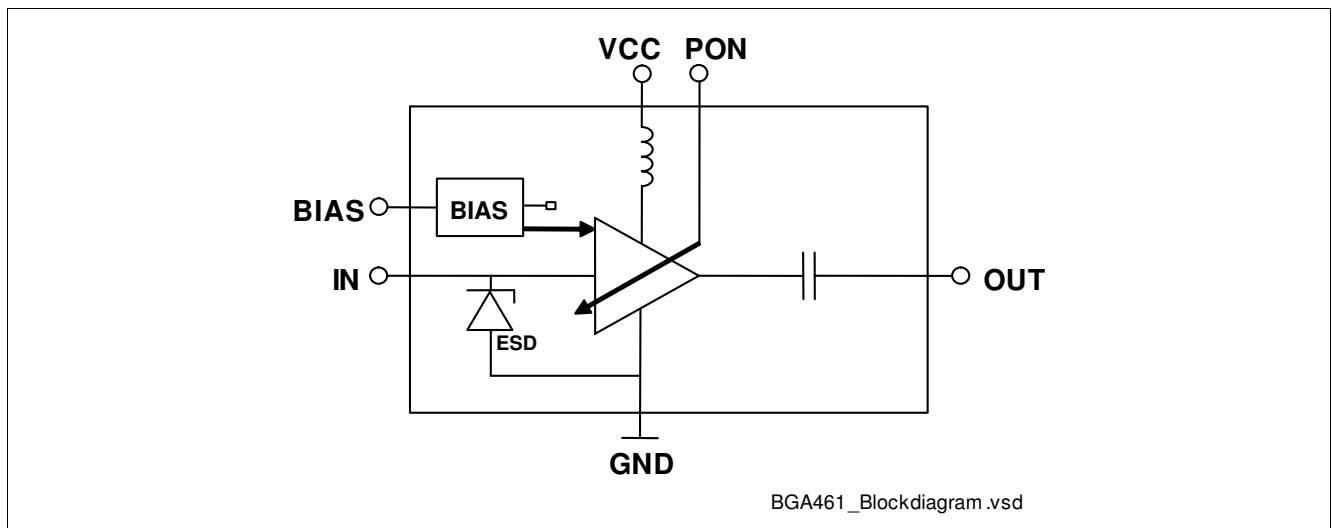 VCC PON
BIAS
BIAS
IN
OUT
ESD
GND
BGA461_Blockdiagram.vsd